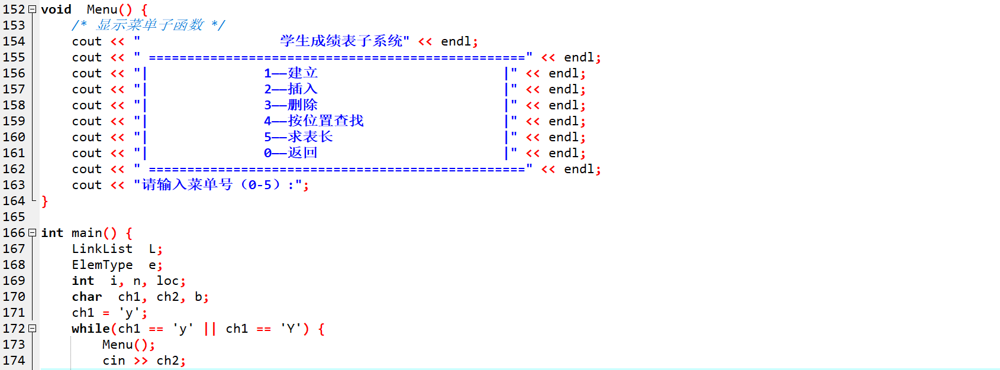 152 void  Menu() {
153     /* 显示菜单子函数 */
154     cout << "                  学生成绩表子系统" << endl;
155     cout << " =================================================" << endl;
156     cout << "|               1——建立                        |" << endl;
157     cout << "|               2——插入                        |" << endl;
158     cout << "|               3——删除                        |" << endl;
159     cout << "|               4——按位置查找                  |" << endl;
160     cout << "|               5——求表长                      |" << endl;
161     cout << "|               0——返回                        |" << endl;
162     cout << " =================================================" << endl;
163     cout << "请输入菜单号（0-5）:";
164 }
165
166 int main() {
167     LinkList  L;
168     ElemType  e;
169     int  i, n, loc;
170     char  ch1, ch2, b;
171     ch1 = 'y';
172     while(ch1 == 'y' || ch1 == 'Y') {
173         Menu();
174         cin >> ch2;